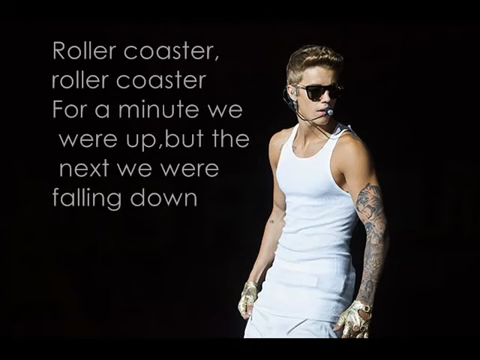 Roller coaster,
roller coaster
For a minute we
were up,but the
next we were
falling down